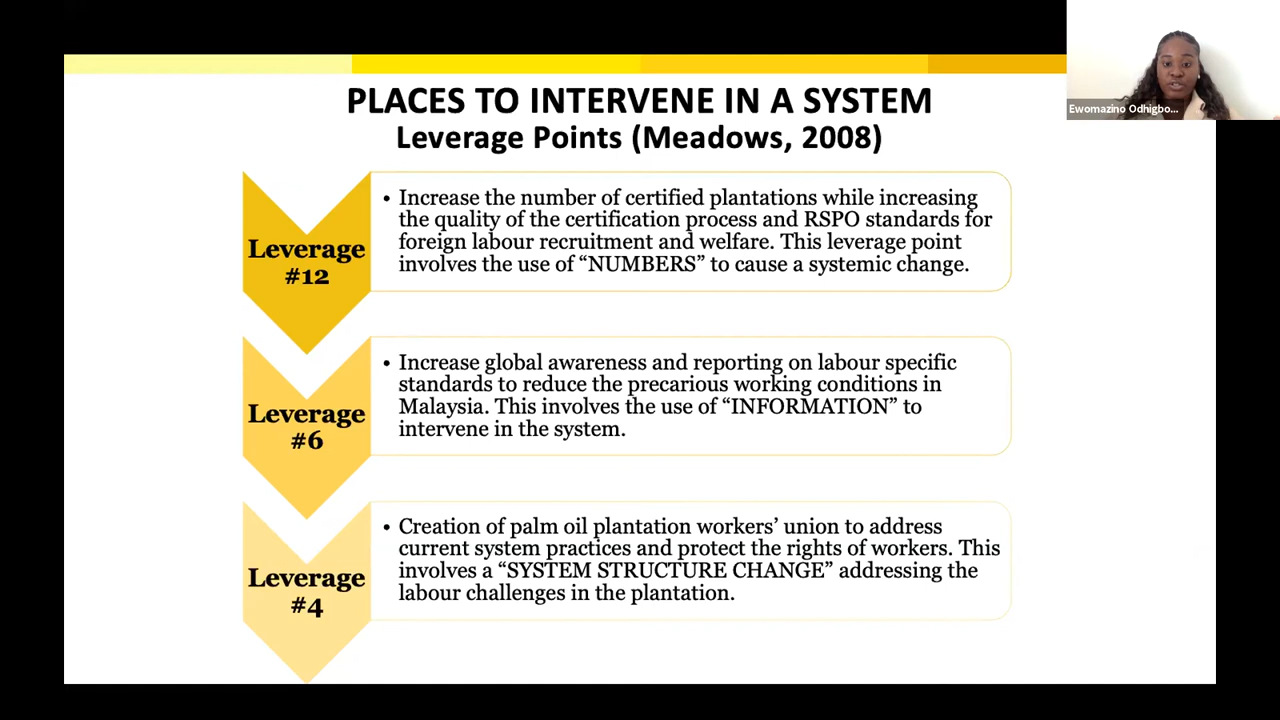 PLACES TO INTERVENE IN A SYSTEM
Leverage Points (Meadows, 2008)
Ewomazino Odhigbo...
Leverage
#12
• Increase the number of certified plantations while increasing
the quality of the certification process and RSPO standards for
foreign labour recruitment and welfare. This leverage point
involves the use of “NUMBERS” to cause a systemic change.
Leverage
#6
• Increase global awareness and reporting on labour specific
standards to reduce the precarious working conditions in
Malaysia. This involves the use of “INFORMATION” to
intervene in the system.
Leverage
#4
• Creation of palm oil plantation workers’ union to address
current system practices and protect the rights of workers. This
involves a “SYSTEM STRUCTURE CHANGE” addressing the
labour challenges in the plantation.